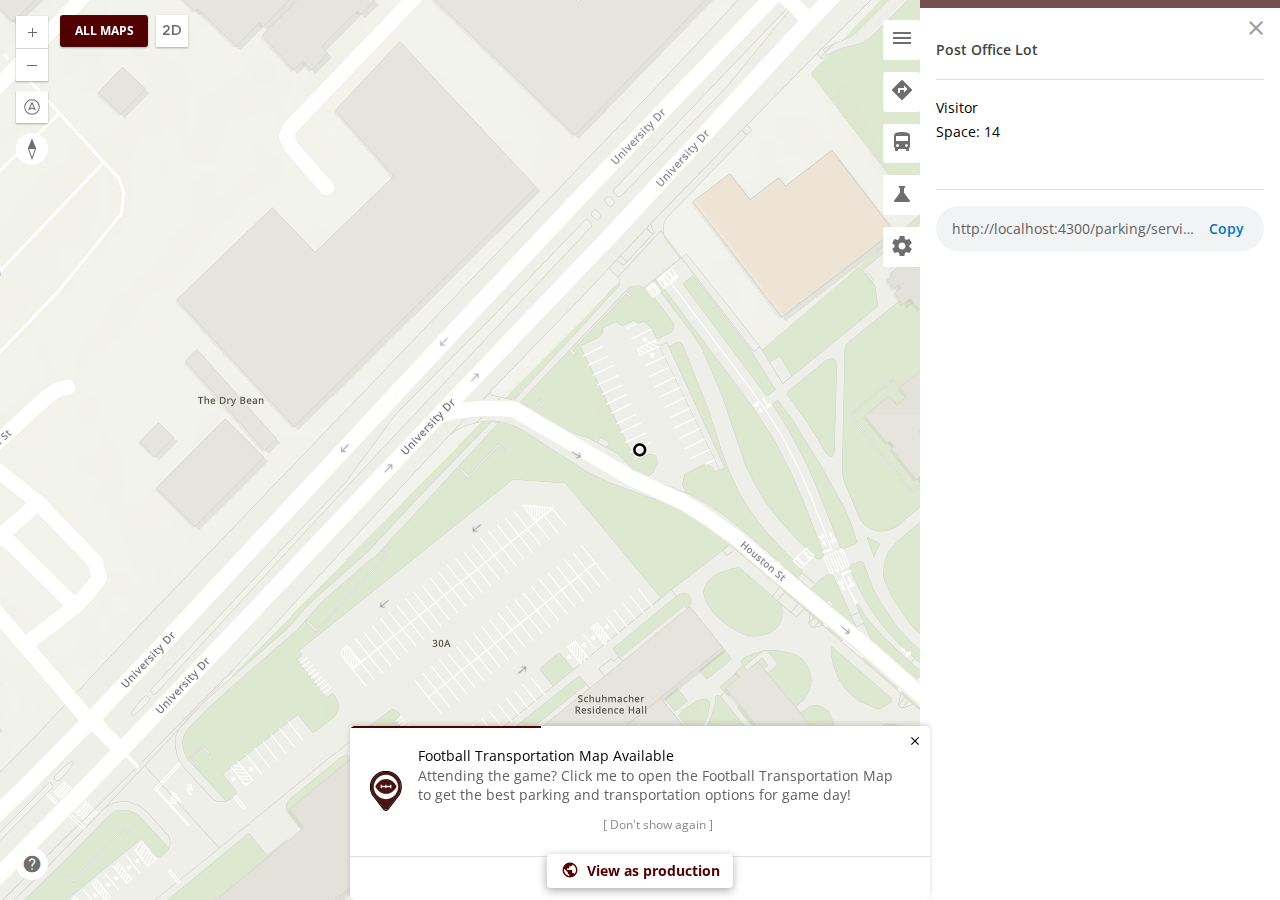 ALL MAPS
2D
A
Post Office Lot
Visitor
Space: 14
http://localhost:4300/parking/servi...
Copy
University Dr
University Dr
The Dry Bean
University Dr
Houston St
30A
University Dr
University Dr
Schuhmacher
Residence Hall
St
Football Transportation Map Available
Attending the game? Click me to open the Football Transportation Map
to get the best parking and transportation options for game day!
[ Don't show again ]
View as production